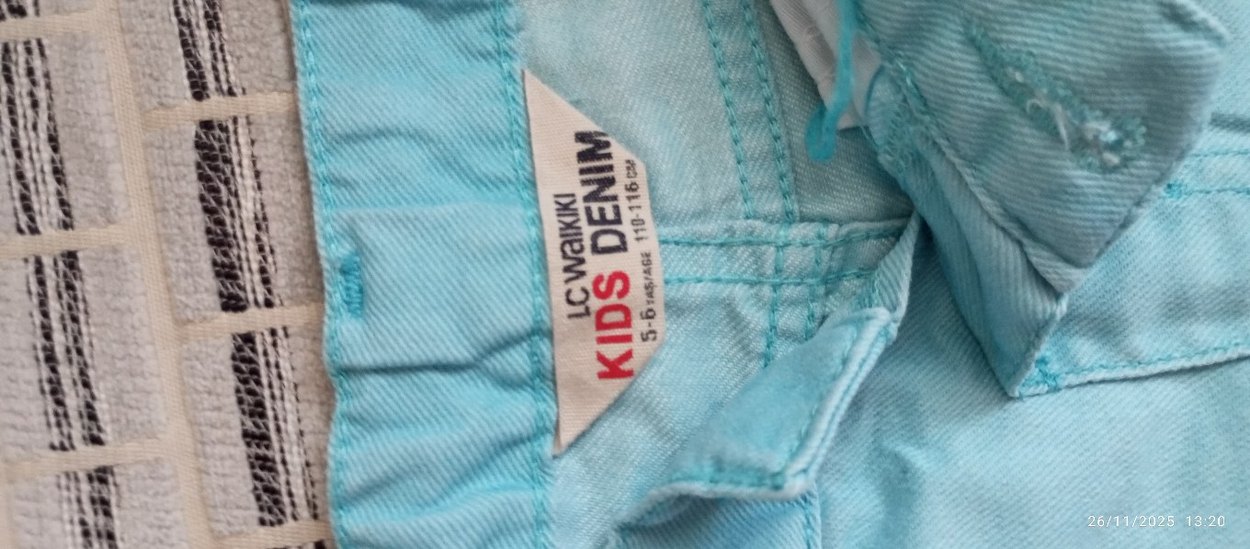 LC WAIKIKI
KIDS DENIM
5-6 YAŞ/AGE 110-116 CM
26/11/2025 13:20